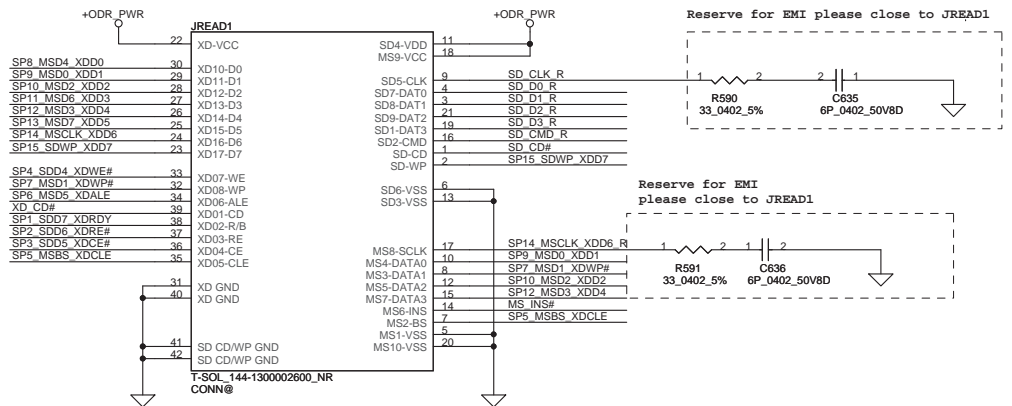 +ODR_PWR
+ODR_PWR
Reserve for EMI please close to JREAD1
JREAD1
22 XD-VCC
SD4-VDD 11
MS9-VCC 18
SP8_MSD4_XDD0 30 XD10-D0
SP9_MSD0_XDD1 29 XD11-D1
SP10_MSD2_XDD2 28 XD12-D2
SP11_MSD6_XDD3 27 XD13-D3
SP12_MSD3_XDD4 26 XD14-D4
SP13_MSD7_XDD5 25 XD15-D5
SP14_MSCLK_XDD6 24 XD16-D6
SP15_SDWP_XDD7 23 XD17-D7
SD5-CLK 9 SD_CLK_R
SD7-DAT0 4 SD_D0_R
SD8-DAT1 3 SD_D1_R
SD9-DAT2 21 SD_D2_R
SD1-DAT3 19 SD_D3_R
SD2-CMD 16 SD_CMD_R
SD-CD 1 SD_CD#
SD-WP 2 SP15_SDWP_XDD7
1 2 2 1
R590 C635
33_0402_5% 6P_0402_50V8D
SP4_SDD4_XDWE# 33 XD07-WE
SP7_MSD1_XDWP# 32 XD08-WP
SP6_MSD5_XDALE 34 XD06-ALE
XD_CD# 39 XD01-CD
SP1_SDD7_XDRDY 38 XD02-R/B
SP2_SDD6_XDRE# 37 XD03-RE
SP3_SDD5_XDCE# 36 XD04-CE
SP5_MSBS_XDCLE 35 XD05-CLE
SD6-VSS 6
SD3-VSS 13
Reserve for EMI
please close to JREAD1
MS8-SCLK 17 SP14_MSCLK_XDD6_R
MS4-DATA0 10 SP9_MSD0_XDD1
MS3-DATA1 8 SP7_MSD1_XDWP#
MS5-DATA2 12 SP10_MSD2_XDD2
MS7-DATA3 15 SP12_MSD3_XDD4
MS6-INS 14 MS_INS#
MS2-BS 7 SP5_MSBS_XDCLE
MS1-VSS 5
MS10-VSS 20
1 2 1 2
R591 C636
33_0402_5% 6P_0402_50V8D
31 XD GND
40 XD GND
41 SD CD/WP GND
42 SD CD/WP GND
T-SOL_144-1300002600_NR
CONN@